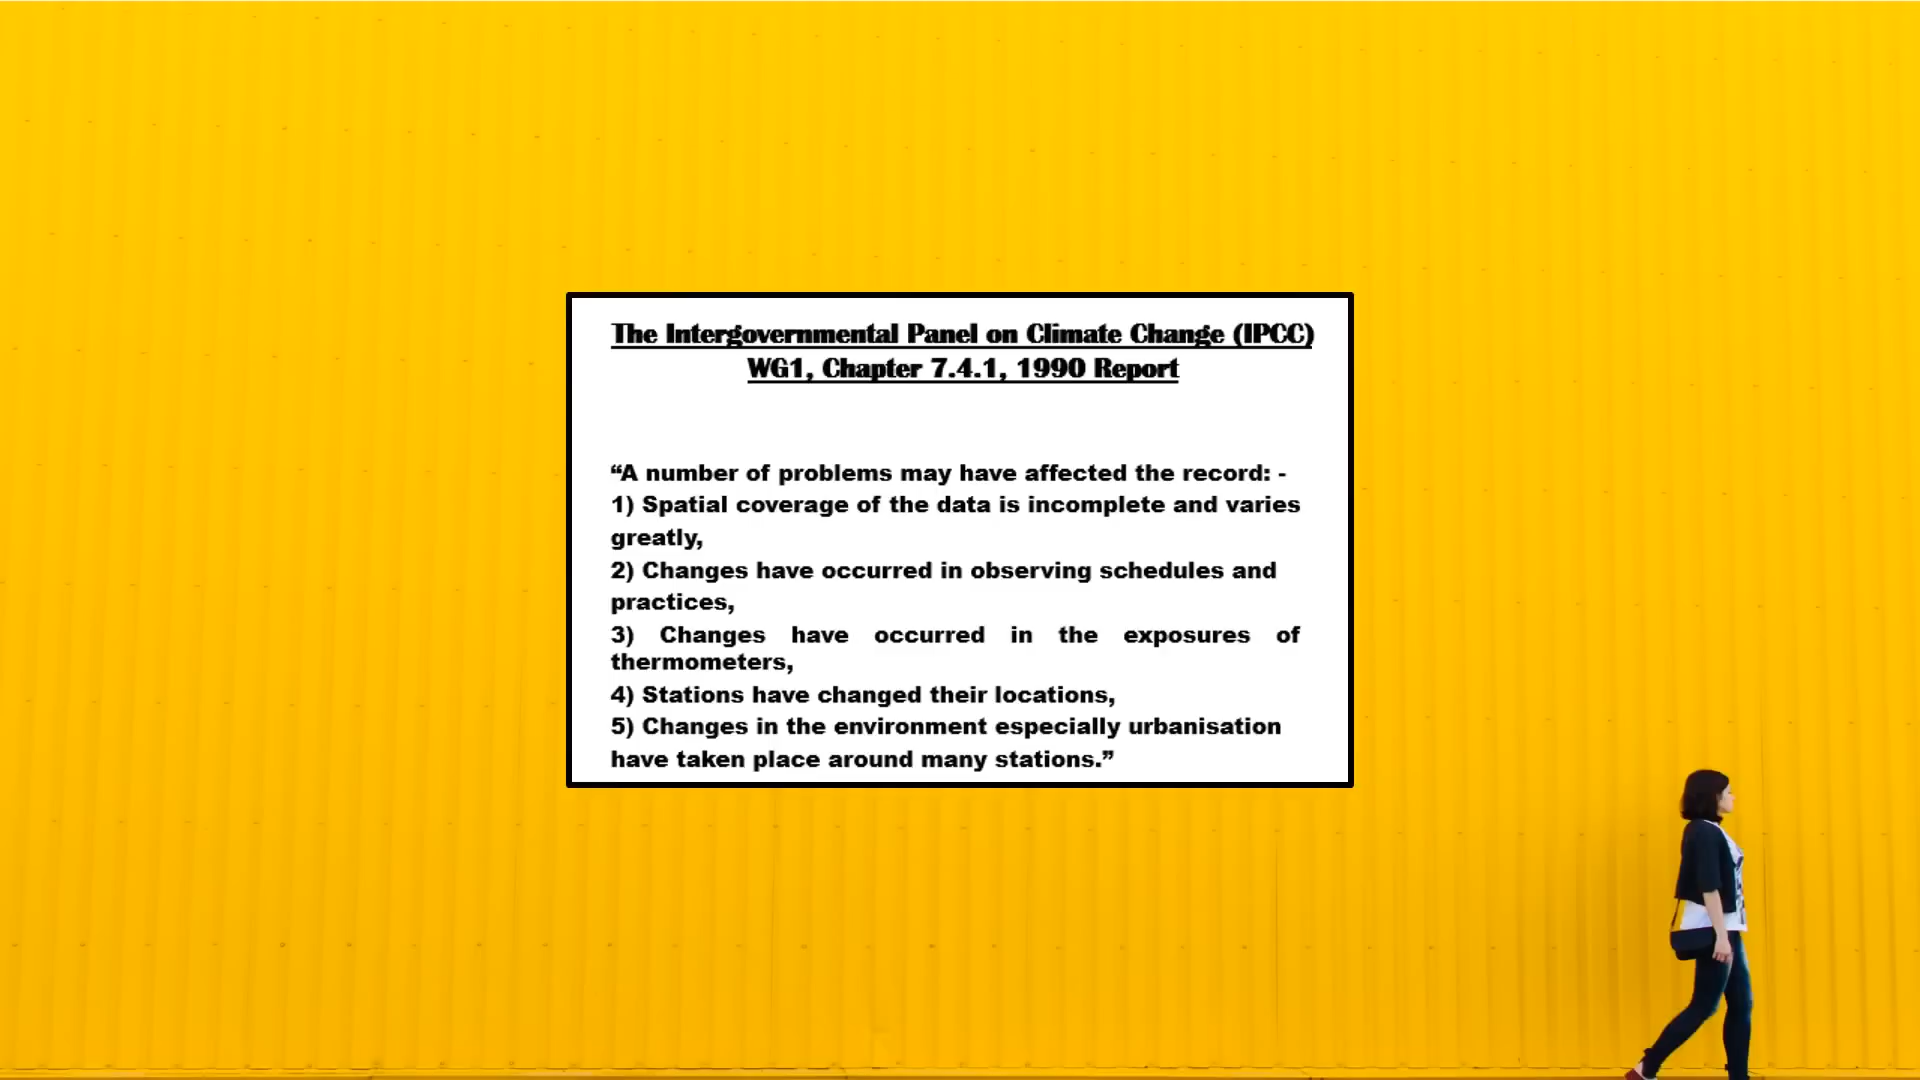 The Intergovernmental Panel on Climate Change (IPCC)
WG1, Chapter 7.4.1, 1990 Report
“A number of problems may have affected the record: -
1) Spatial coverage of the data is incomplete and varies
greatly,
2) Changes have occurred in observing schedules and
practices,
3) Changes have occurred in the exposures of
thermometers,
4) Stations have changed their locations,
5) Changes in the environment especially urbanisation
have taken place around many stations.”